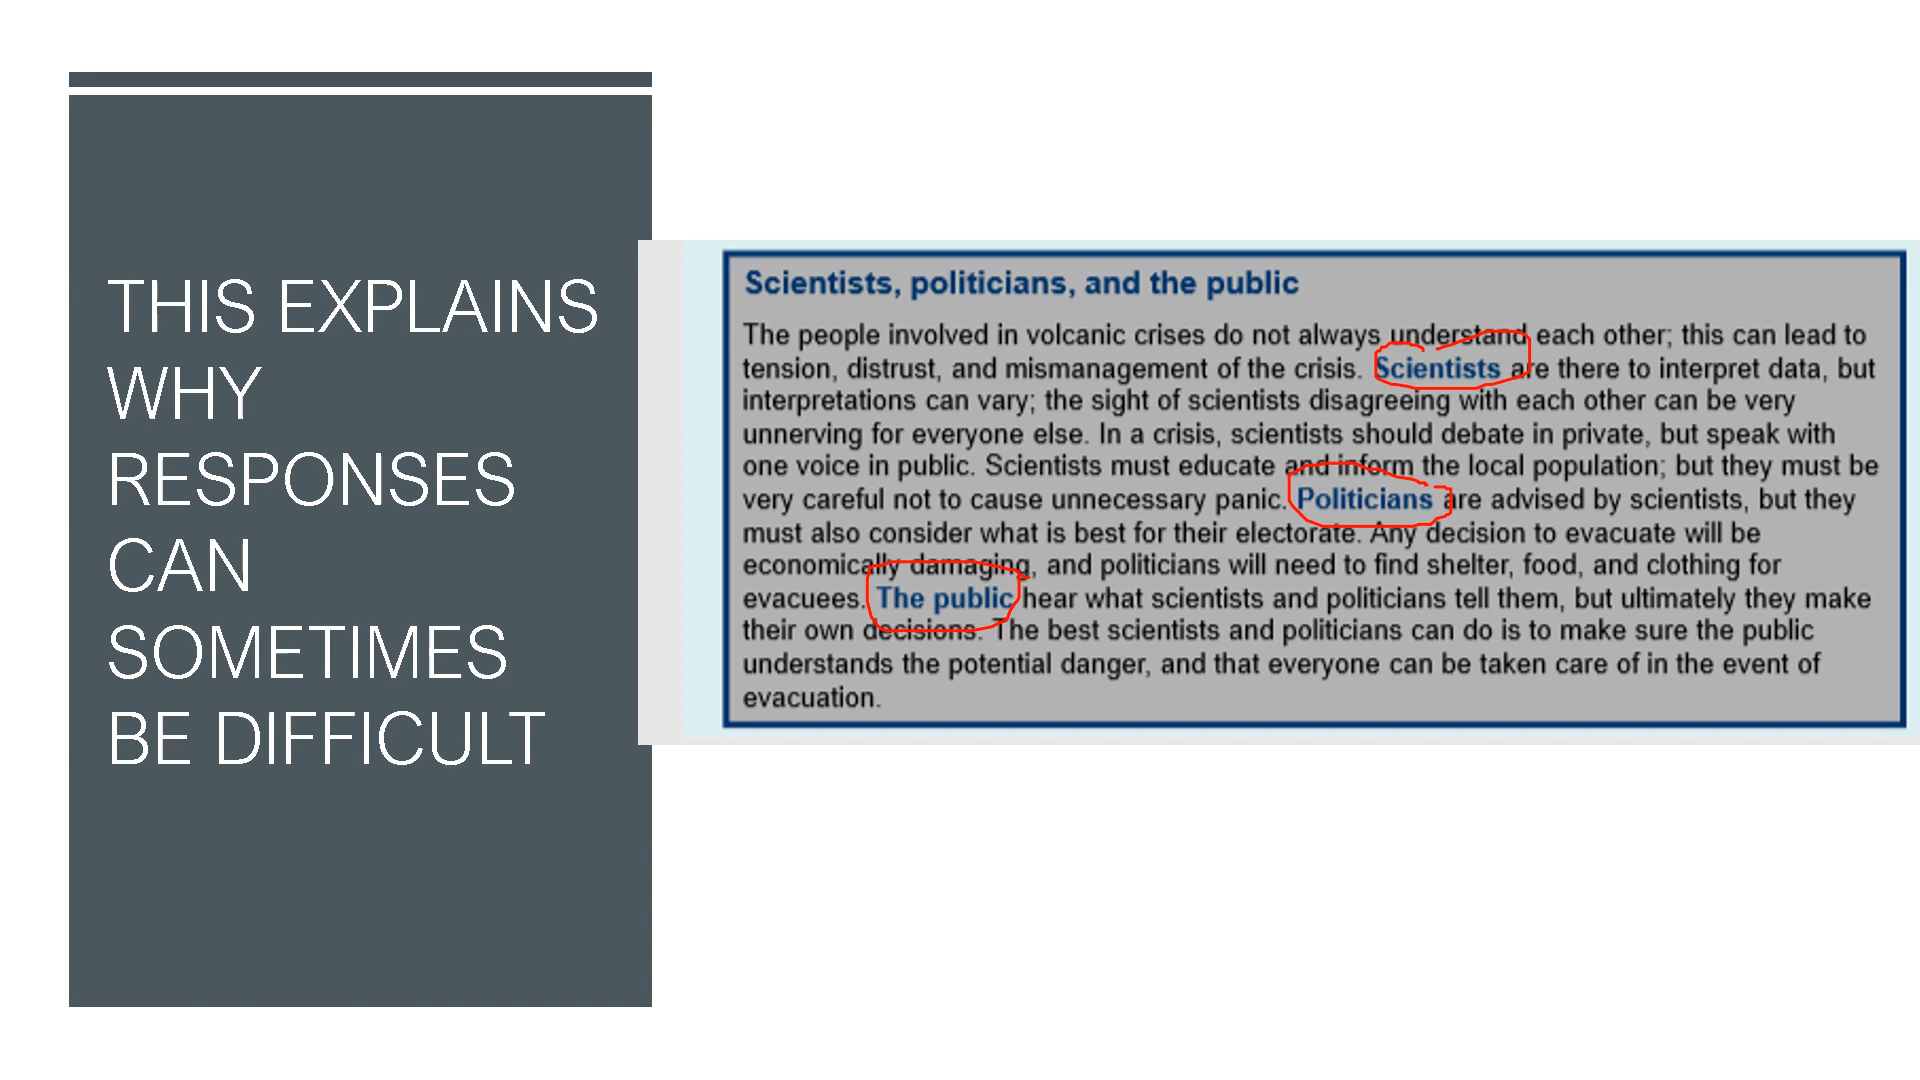 THIS EXPLAINS
WHY
RESPONSES
CAN
SOMETIMES
BE DIFFICULT
Scientists, politicians, and the public
The people involved in volcanic crises do not always understand each other; this can lead to
tension, distrust, and mismanagement of the crisis. Scientists are there to interpret data, but
interpretations can vary; the sight of scientists disagreeing with each other can be very
unnerving for everyone else. In a crisis, scientists should debate in private, but speak with
one voice in public. Scientists must educate and inform the local population; but they must be
very careful not to cause unnecessary panic. Politicians are advised by scientists, but they
must also consider what is best for their electorate. Any decision to evacuate will be
economically damaging, and politicians will need to find shelter, food, and clothing for
evacuees. The public hear what scientists and politicians tell them, but ultimately they make
their own decisions. The best scientists and politicians can do is to make sure the public
understands the potential danger, and that everyone can be taken care of in the event of
evacuation.